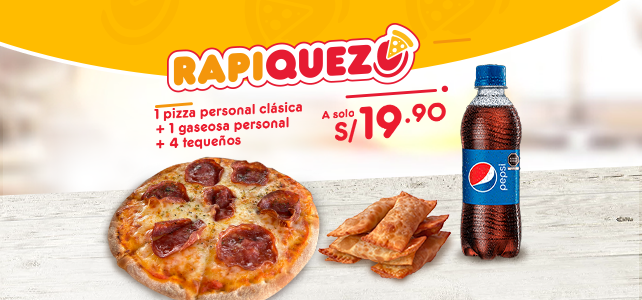 RAPIQUEZO
1 pizza personal clásica
+ 1 gaseosa personal
+ 4 tequeños
A solo
S/19.90
pepsi